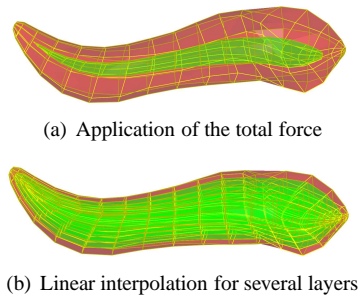 (a) Application of the total force
(b) Linear interpolation for several layers